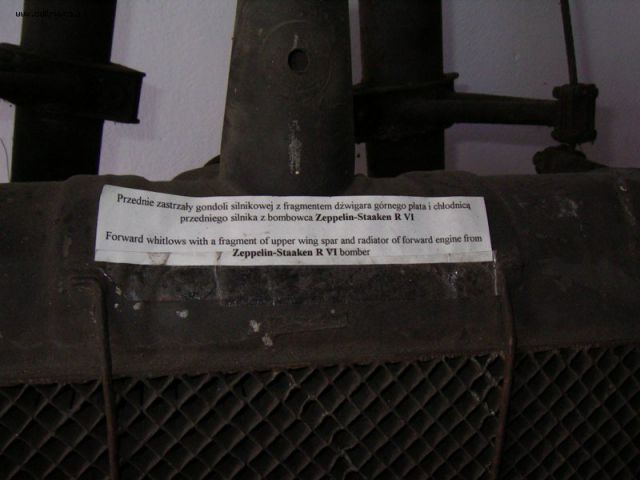 Przednie zastrzały gondoli silnikowej z fragmentem dźwigara górnego płata i chłodnicą
przedniego silnika z bombowca Zeppelin-Staaken R VI
Forward whitlows with a fragment of upper wing spar and radiator of forward engine from
Zeppelin-Staaken R VI bomber